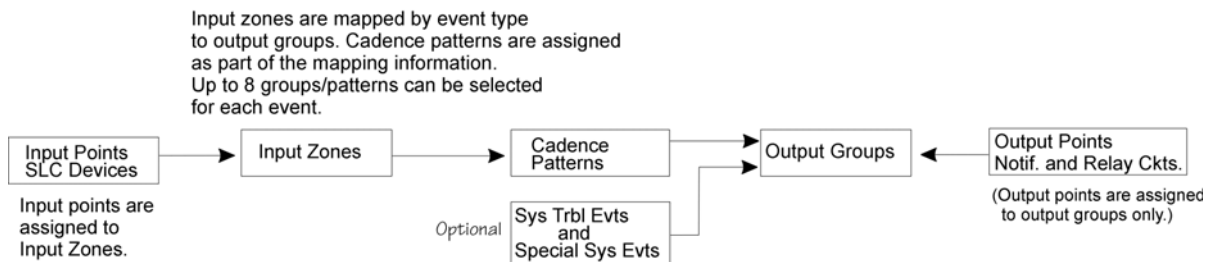 Input zones are mapped by event type
to output groups. Cadence patterns are assigned
as part of the mapping information.
Up to 8 groups/patterns can be selected
for each event.
Input Points
SLC Devices
Input Zones
Cadence
Patterns
Output Groups
Output Points
Notif. and Relay Ckts.
Input points are
assigned to
Input Zones.
Optional
Sys Trbl Evts
and
Special Sys Evts
(Output points are assigned
to output groups only.)